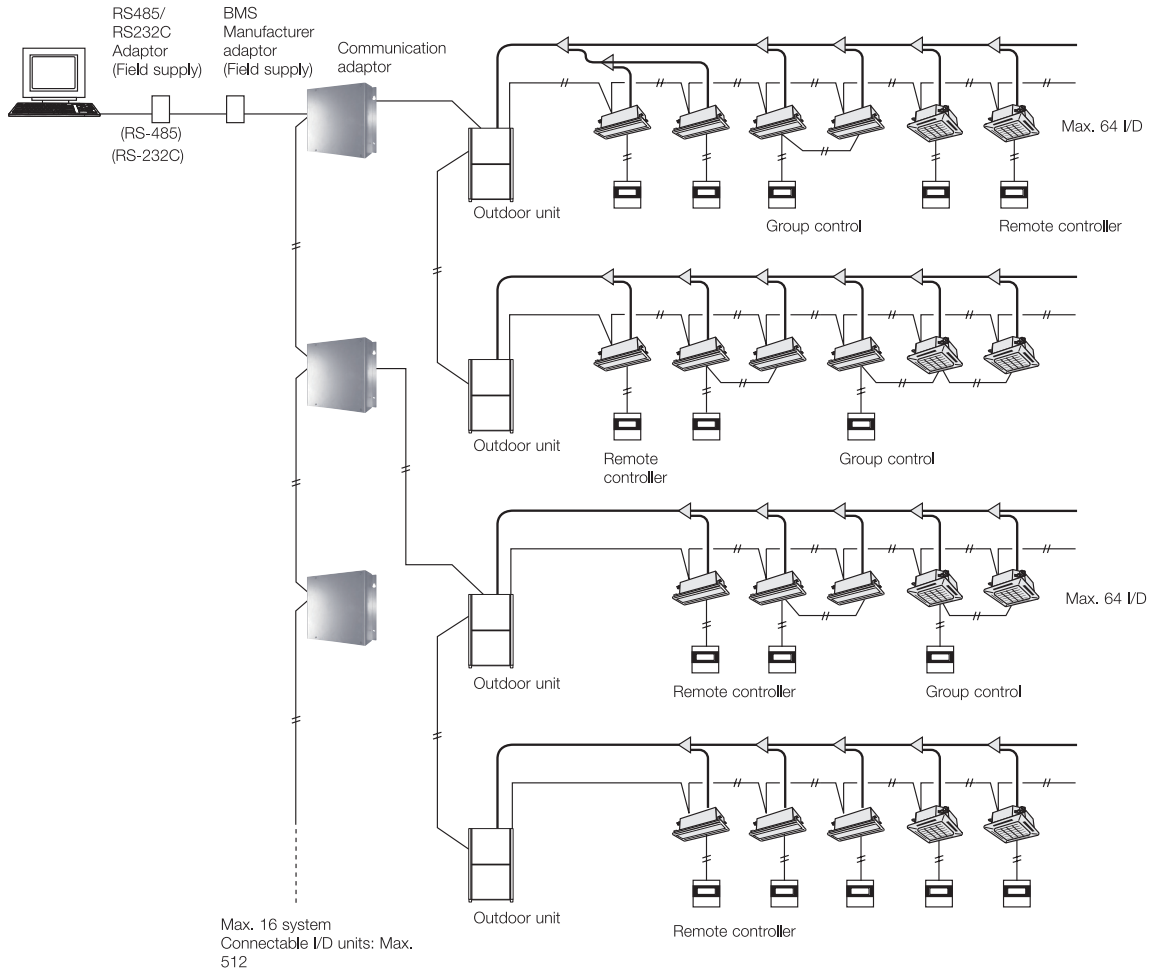 RS485/
RS232C
Adaptor
(Field supply)
BMS
Manufacturer
adaptor
(Field supply)
Communication
adaptor
(RS-485)
(RS-232C)
Max. 64 I/D
Outdoor unit
Group control
Remote controller
Outdoor unit
Remote
controller
Group control
Max. 64 I/D
Outdoor unit
Remote controller
Group control
Outdoor unit
Remote controller
Max. 16 system
Connectable I/D units: Max.
512